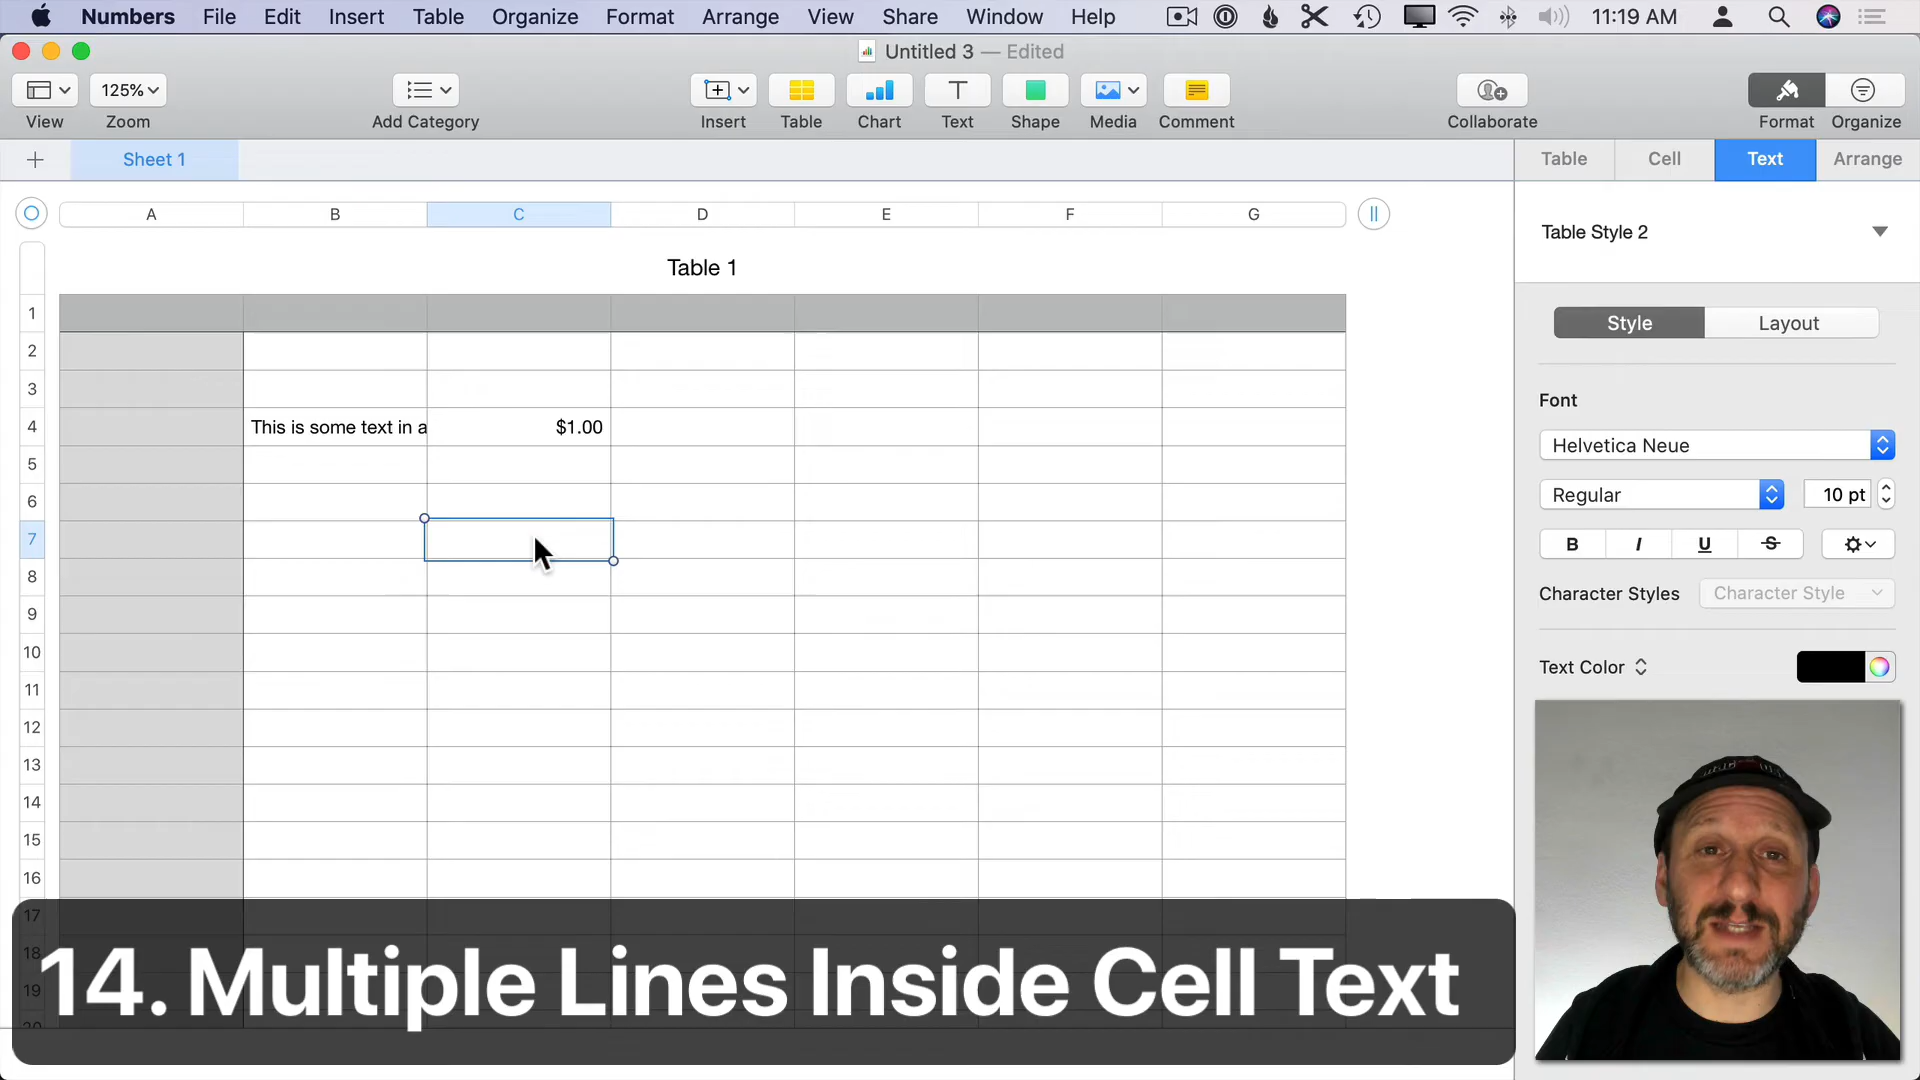 Numbers File Edit Insert Table Organize Format Arrange View Share Window Help 11:19 AM
Untitled 3 — Edited
125%
View Zoom Add Category Insert Table Chart Text Shape Media Comment Collaborate Format Organize
Sheet 1
Table Cell Text Arrange
A B C D E F G
Table Style 2
Table 1
1
Style Layout
2
3
Font
4 This is some text in a $1.00
Helvetica Neue
5
Regular 10 pt
6
7
B I U S
8
Character Styles Character Style
9
10
Text Color
11
12
13
14
15
16
17
18
19
20
14. Multiple Lines Inside Cell Text